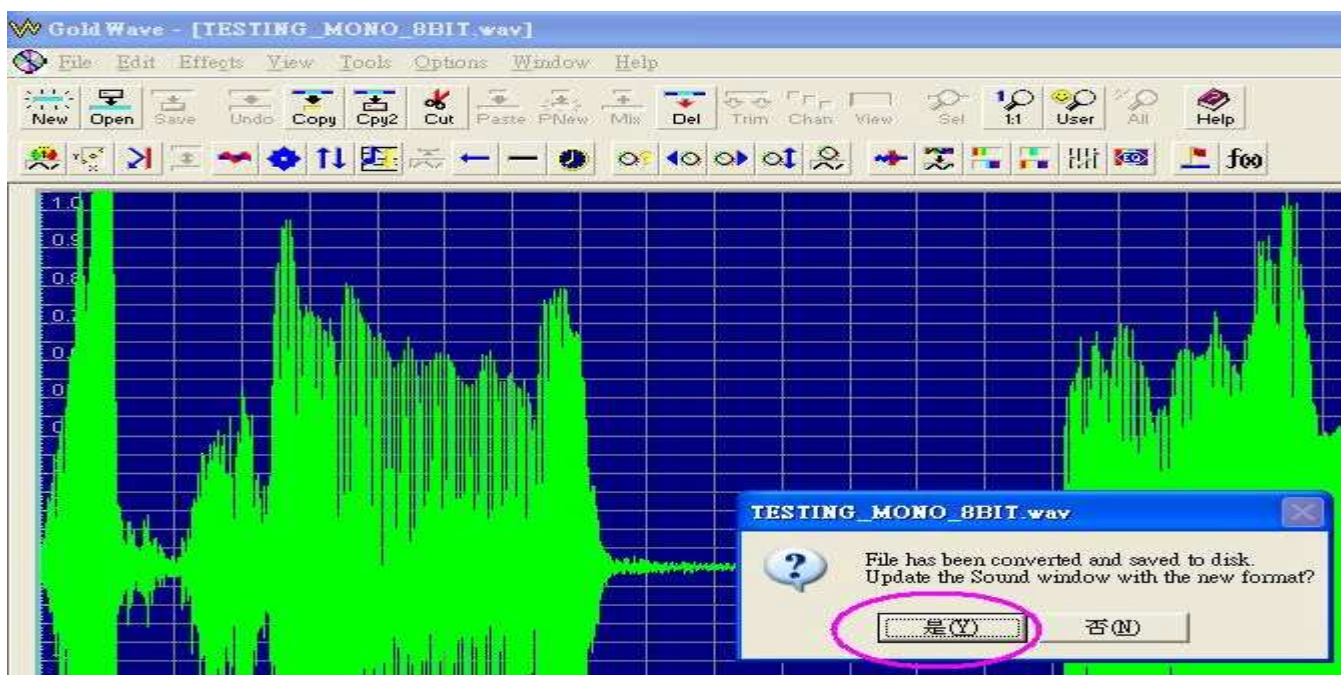 Gold Wave - [TESTING_MONO_8BIT.wav]
File Edit Effects View Tools Options Window Help
New Open Save Undo Copy Cpy2 Cut Paste PNew Mix Del Trim Chan View Sel 1:1 User All Help
f(x)
1.0
0.9
0.8
TESTING_MONO_8BIT.wav
File has been converted and saved to disk.
Update the Sound window with the new format?
是(Y) 否(N)